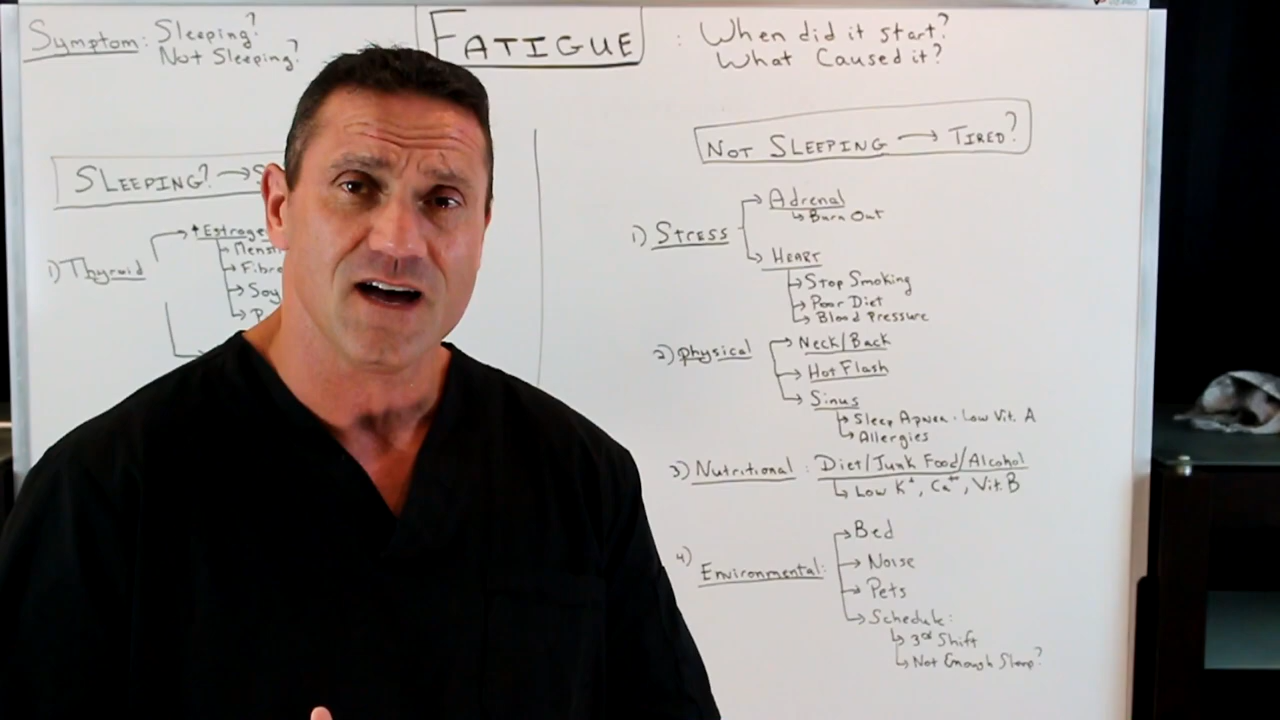 Symptom: Sleeping?
Not Sleeping?
FATIGUE
: When did it start?
What Caused it?
SLEEPING? →
1) Thyroid
↑ Estroge
Mensi
Fibro
Soy
NOT SLEEPING → TIRED?
1) STRESS
Adrenal
Burn Out
HEART
Stop Smoking
Poor Diet
Blood Pressure
2) physical
Neck/Back
Hot Flash
Sinus
Sleep Apnea - Low Vit. A
Allergies
3) Nutritional : Diet/Junk Food/Alcohol
Low K⁺, Ca⁺⁺, Vit. B
4) Environmental:
Bed
Noise
Pets
Schedule:
3rd Shift
Not Enough Sleep?